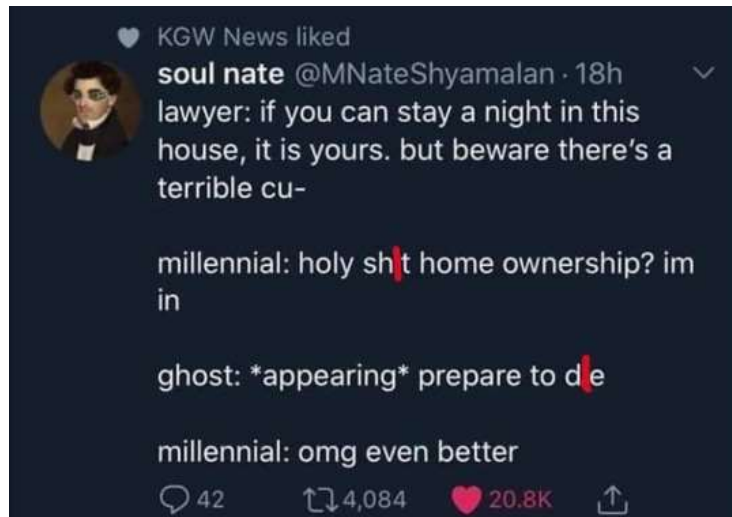 KGW News liked
soul nate @MNateShyamalan · 18h
lawyer: if you can stay a night in this
house, it is yours. but beware there's a
terrible cu-
millennial: holy sh|t home ownership? im
in
ghost: *appearing* prepare to d|e
millennial: omg even better
42 4,084 20.8K